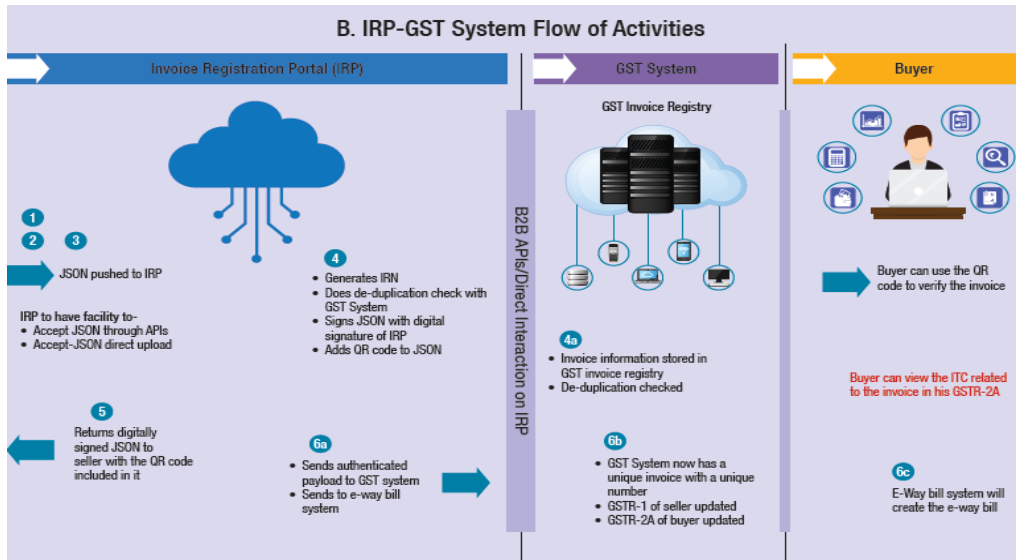 B. IRP-GST System Flow of Activities
Invoice Registration Portal (IRP)
1
2
3
JSON pushed to IRP
IRP to have facility to-
• Accept JSON through APIs
• Accept-JSON direct upload
4
• Generates IRN
• Does de-duplication check with
GST System
• Signs JSON with digital
signature of IRP
• Adds QR code to JSON
5
Returns digitally
signed JSON to
seller with the QR code
included in it
6a
• Sends authenticated
payload to GST system
• Sends to e-way bill
system
B2B APIs/Direct Interaction on IRP
GST System
GST Invoice Registry
4a
• Invoice information stored in
GST invoice registry
• De-duplication checked
6b
• GST System now has a
unique invoice with a unique
number
• GSTR-1 of seller updated
• GSTR-2A of buyer updated
Buyer
Buyer can use the QR
code to verify the invoice
Buyer can view the ITC related
to the invoice in his GSTR-2A
6c
E-Way bill system will
create the e-way bill